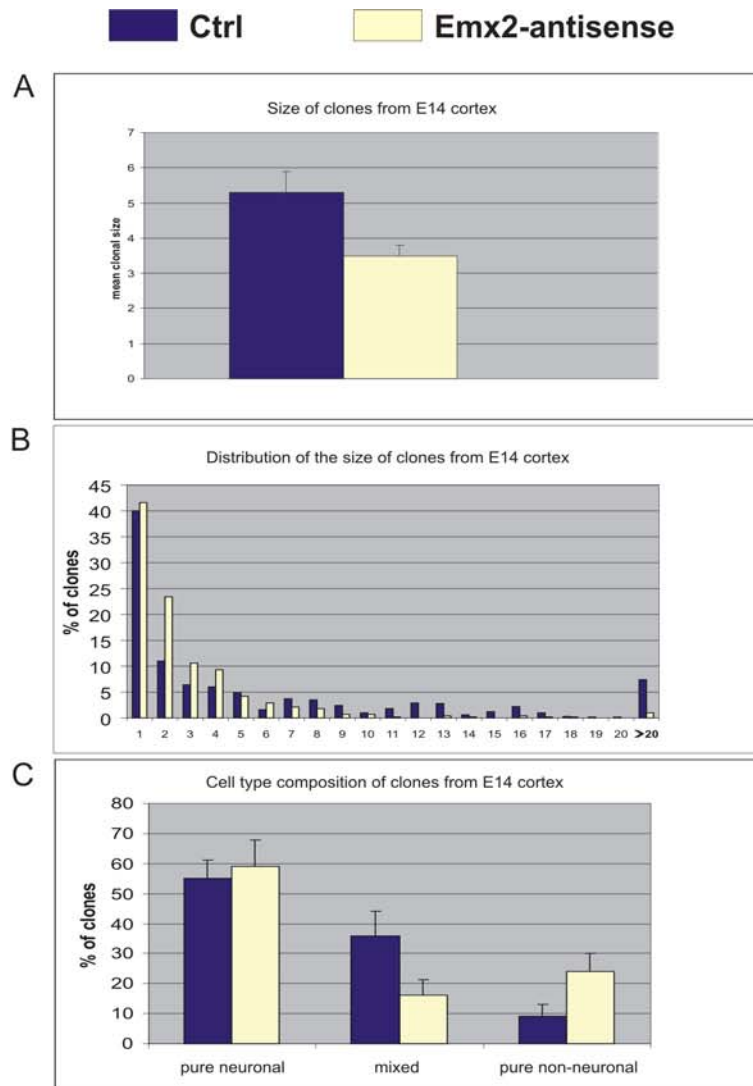 Ctrl Emx2-antisense
A
Size of clones from E14 cortex
7
6
5
4
3
2
1
0
mean clonal size
B
Distribution of the size of clones from E14 cortex
45
40
35
30
25
20
15
10
5
0
% of clones
1 2 3 4 5 6 7 8 9 10 11 12 13 14 15 16 17 18 19 20 >20
C
Cell type composition of clones from E14 cortex
80
70
60
50
40
30
20
10
0
% of clones
pure neuronal mixed pure non-neuronal